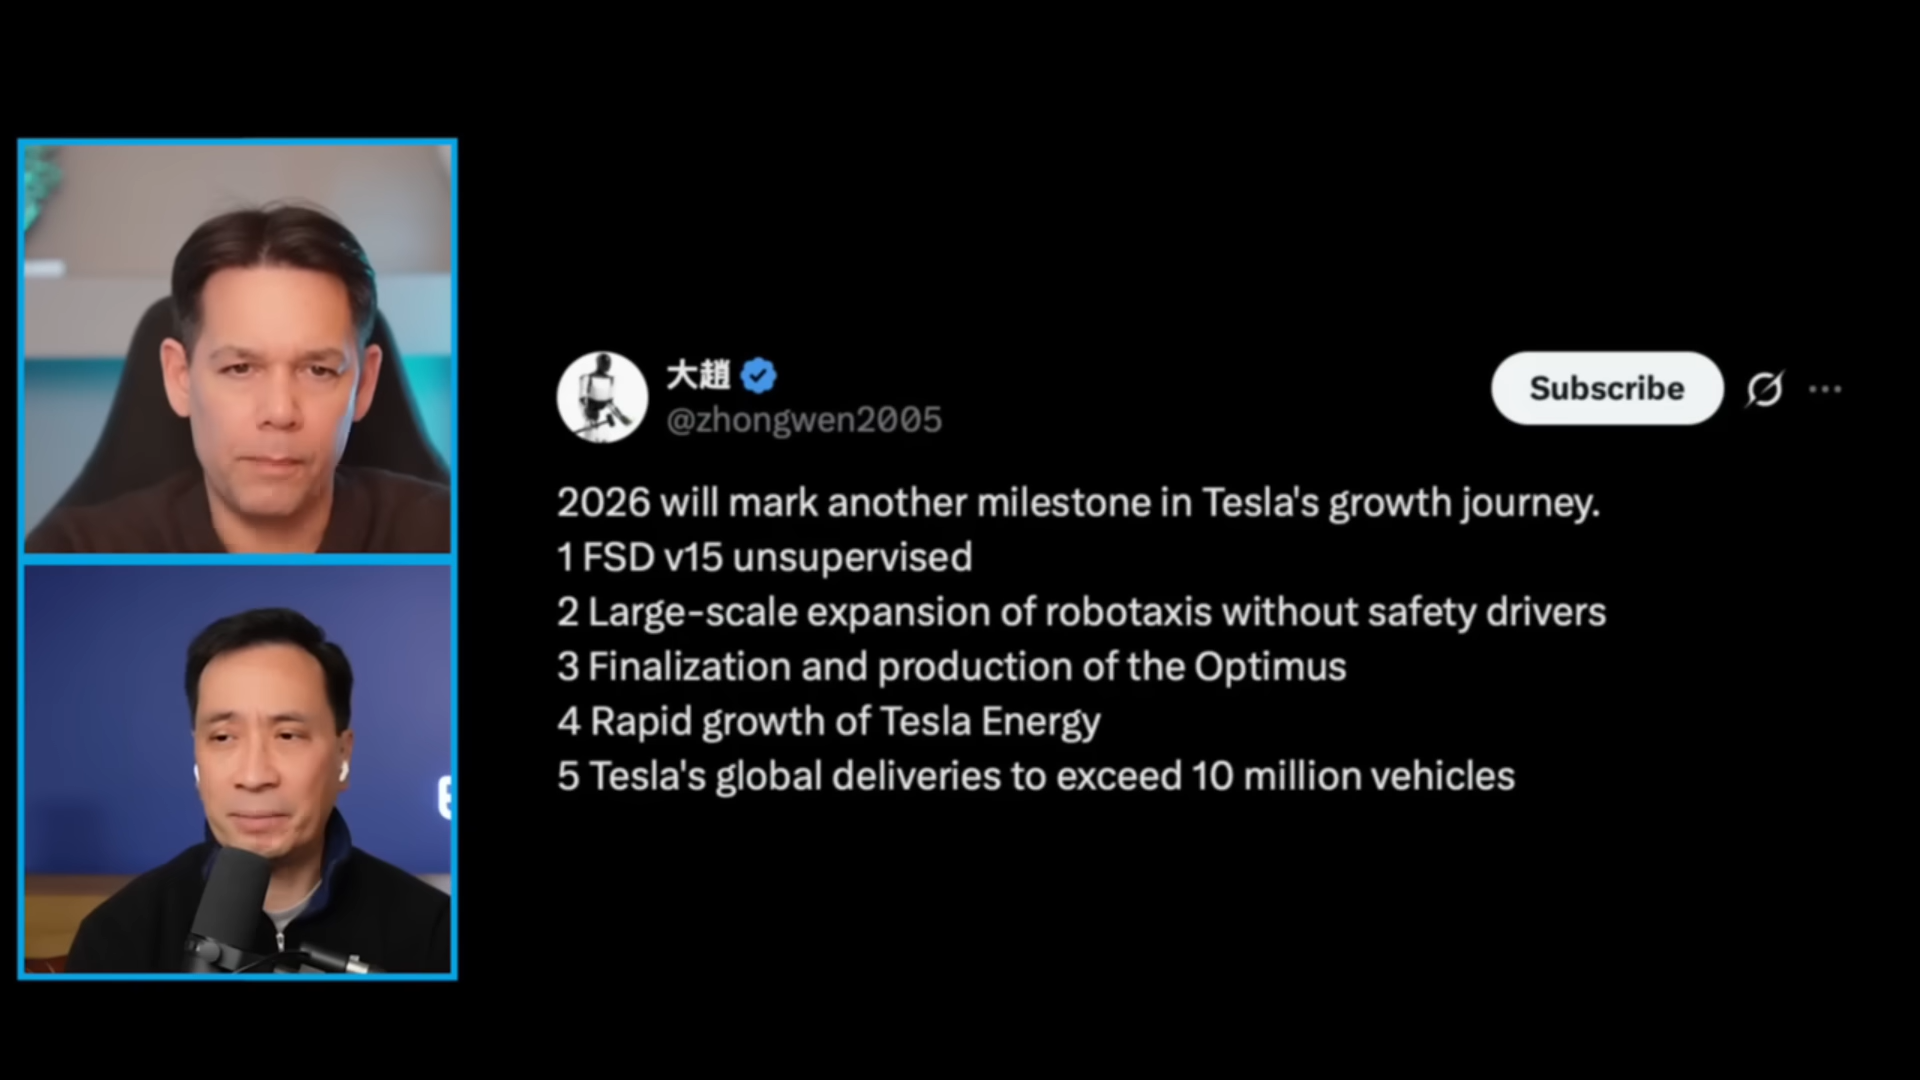 大趙
@zhongwen2005
Subscribe
2026 will mark another milestone in Tesla's growth journey.
1 FSD v15 unsupervised
2 Large-scale expansion of robotaxis without safety drivers
3 Finalization and production of the Optimus
4 Rapid growth of Tesla Energy
5 Tesla's global deliveries to exceed 10 million vehicles